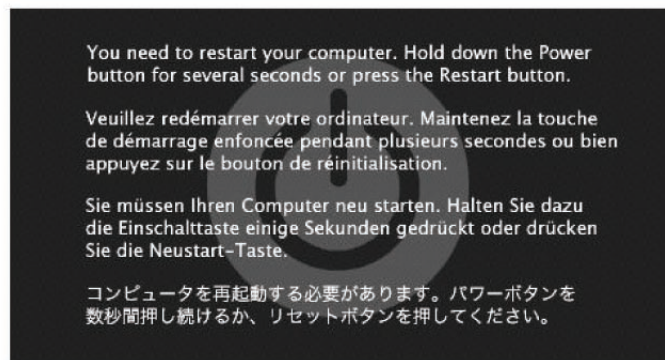 You need to restart your computer. Hold down the Power
button for several seconds or press the Restart button.
Veuillez redémarrer votre ordinateur. Maintenez la touche
de démarrage enfoncée pendant plusieurs secondes ou bien
appuyez sur le bouton de réinitialisation.
Sie müssen Ihren Computer neu starten. Halten Sie dazu
die Einschalttaste einige Sekunden gedrückt oder drücken
Sie die Neustart-Taste.
コンピュータを再起動する必要があります。パワーボタンを
数秒間押し続けるか、リセットボタンを押してください。